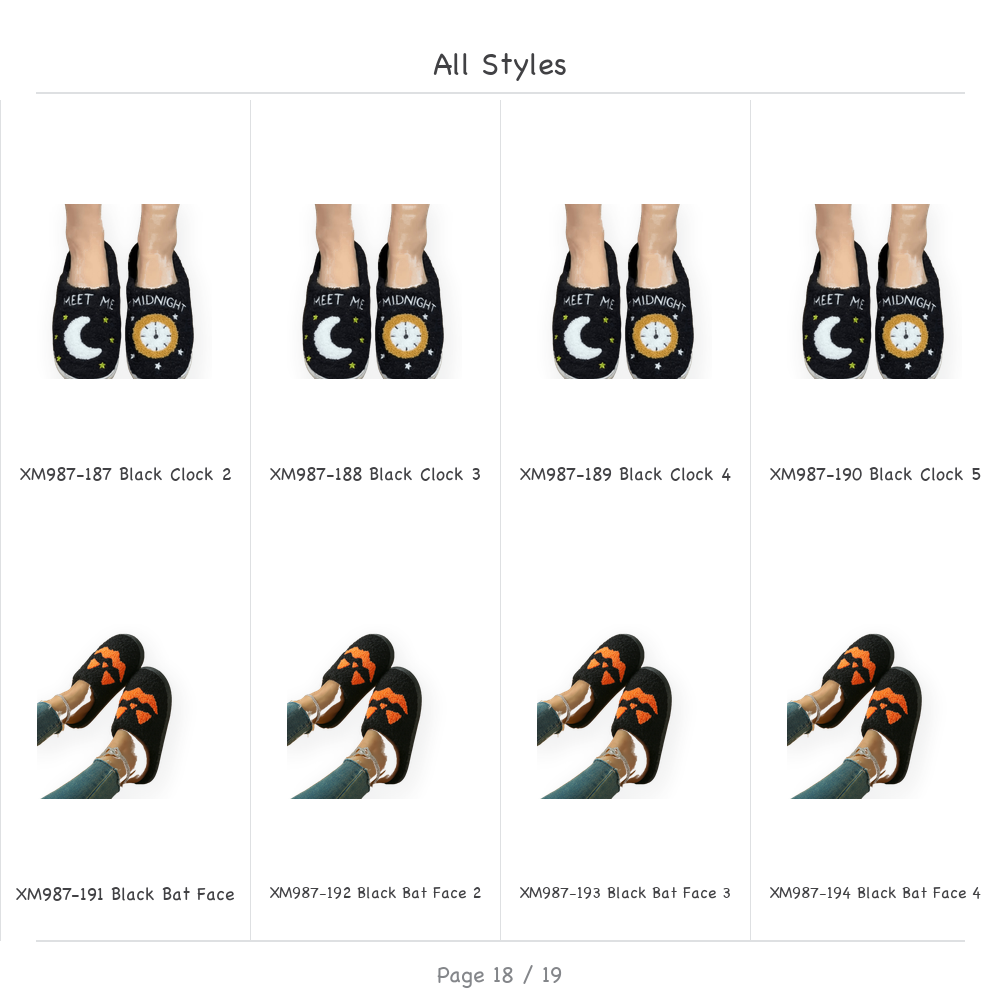 All Styles
MEET ME MIDNIGHT
MEET ME MIDNIGHT
MEET ME MIDNIGHT
MEET ME MIDNIGHT
XM987-187 Black Clock 2
XM987-188 Black Clock 3
XM987-189 Black Clock 4
XM987-190 Black Clock 5
XM987-191 Black Bat Face
XM987-192 Black Bat Face 2
XM987-193 Black Bat Face 3
XM987-194 Black Bat Face 4
Page 18 / 19